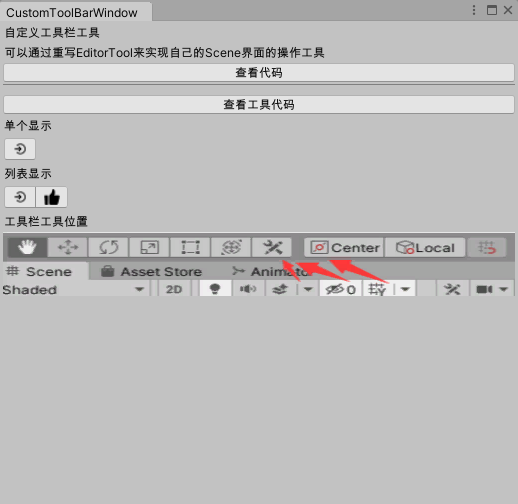 CustomToolBarWindow
自定义工具栏工具
可以通过重写EditorTool来实现自己的Scene界面的操作工具
查看代码
查看工具代码
单个显示
列表显示
工具栏工具位置
Center Local
Scene Asset Store Animator
Shaded 2D 0